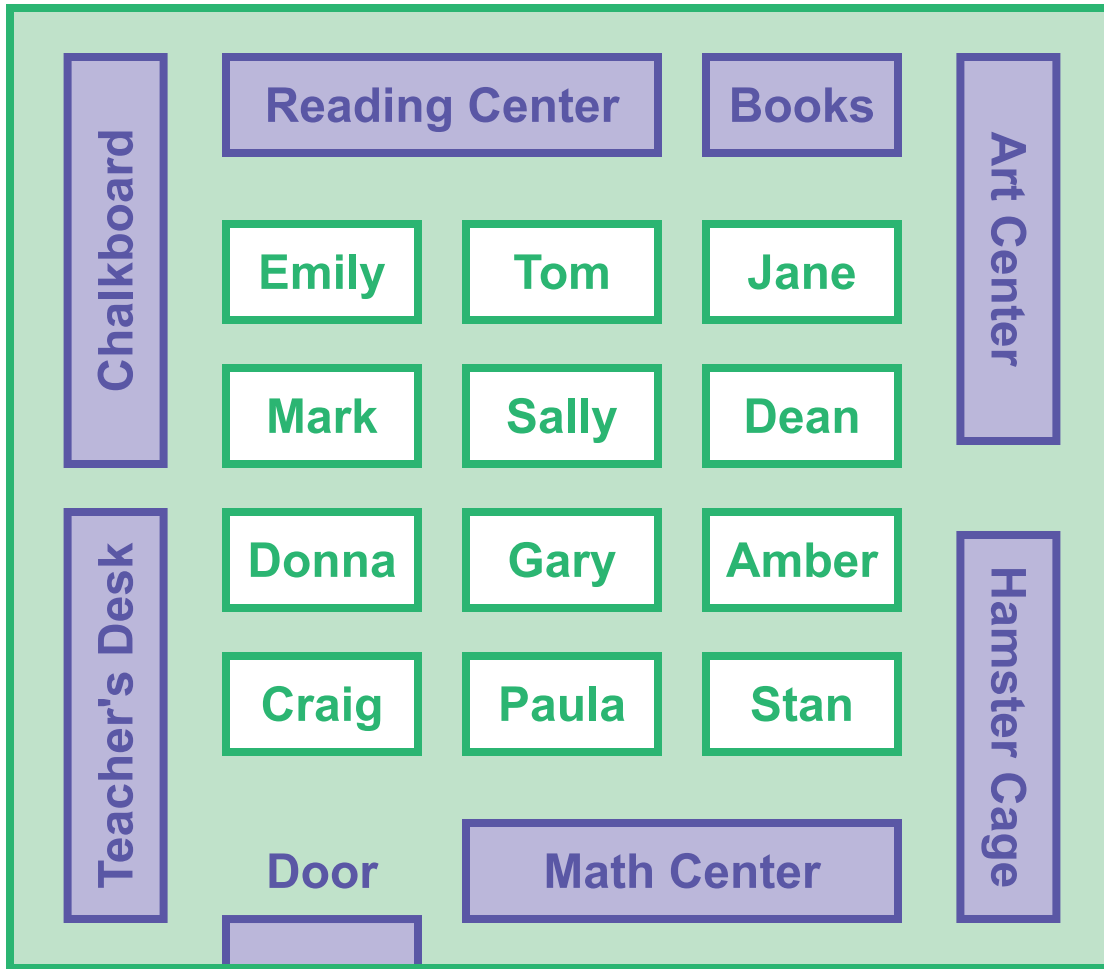 Chalkboard
Reading Center
Books
Art Center
Emily
Tom
Jane
Mark
Sally
Dean
Teacher's Desk
Donna
Gary
Amber
Hamster Cage
Craig
Paula
Stan
Door
Math Center